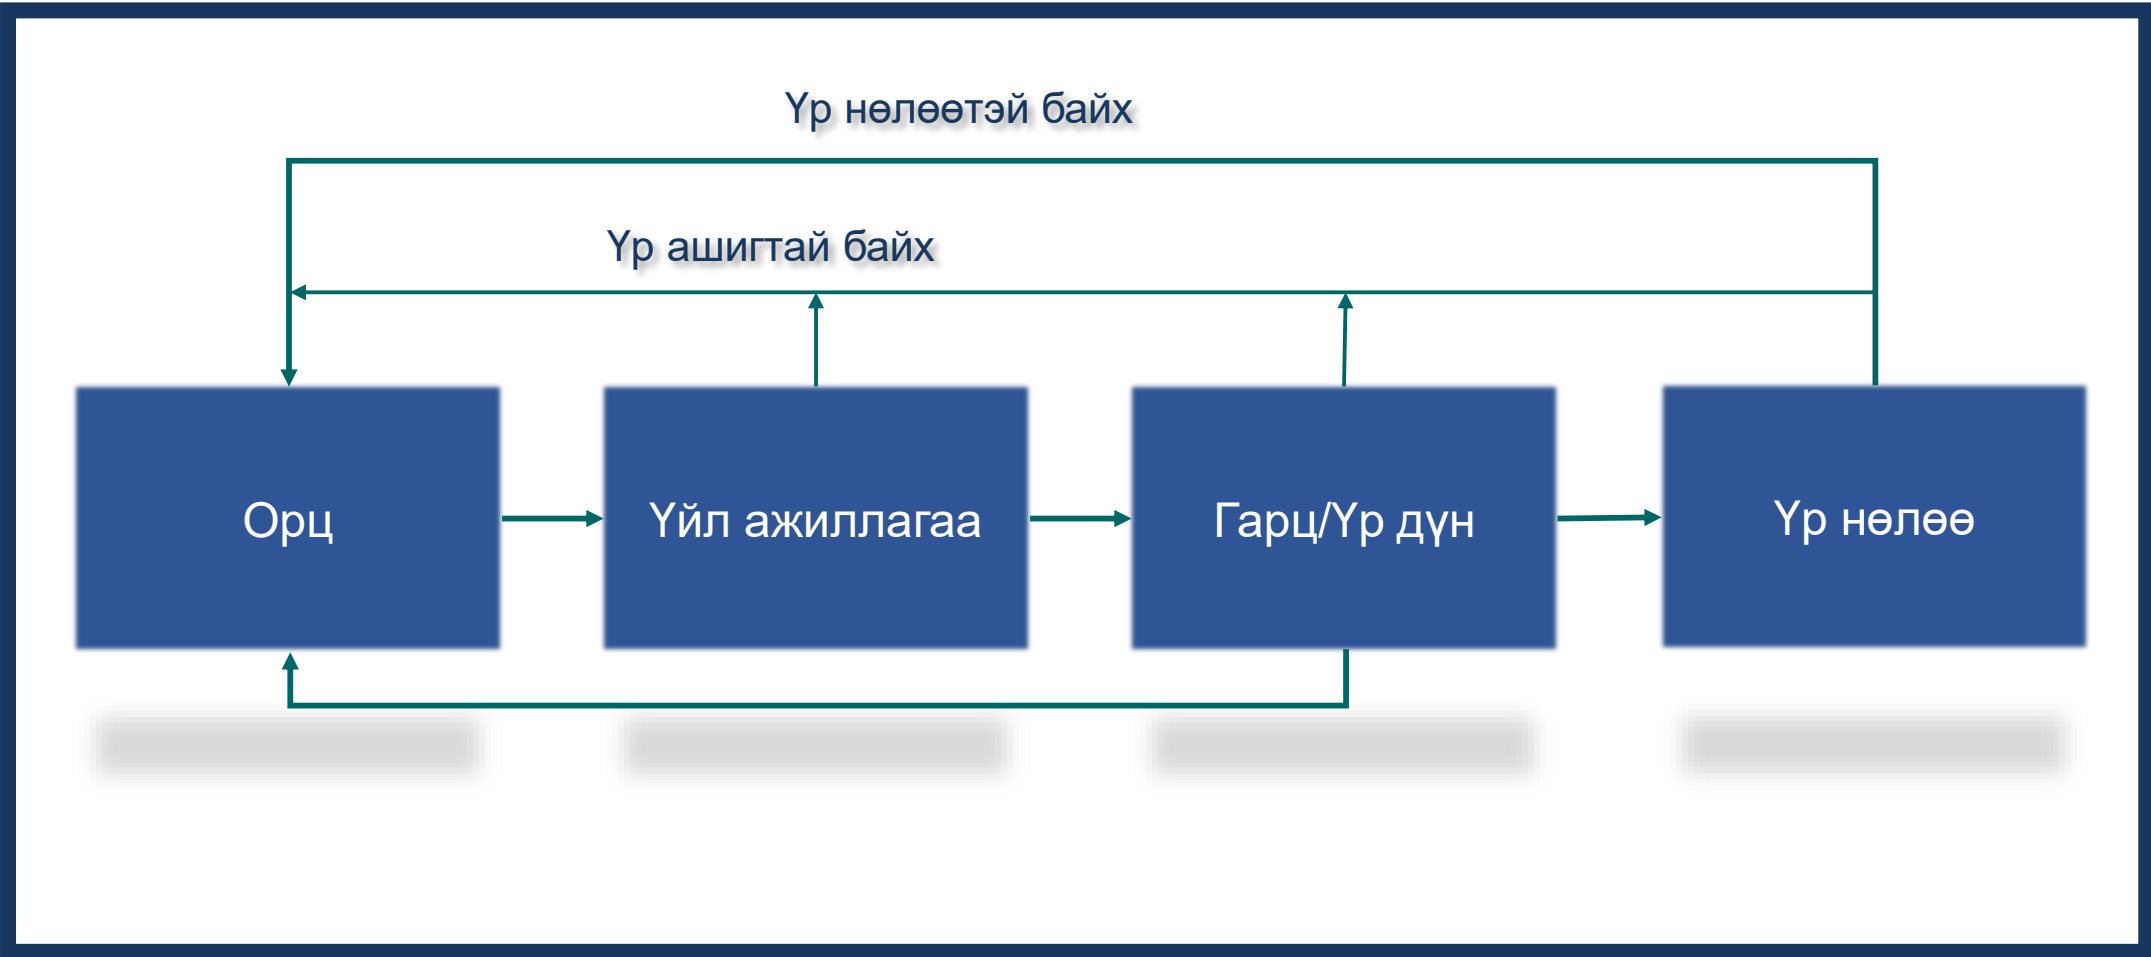 Үр нөлөөтэй байх
Үр ашигтай байх
Орц
Үйл ажиллагаа
Гарц/Үр дүн
Үр нөлөө